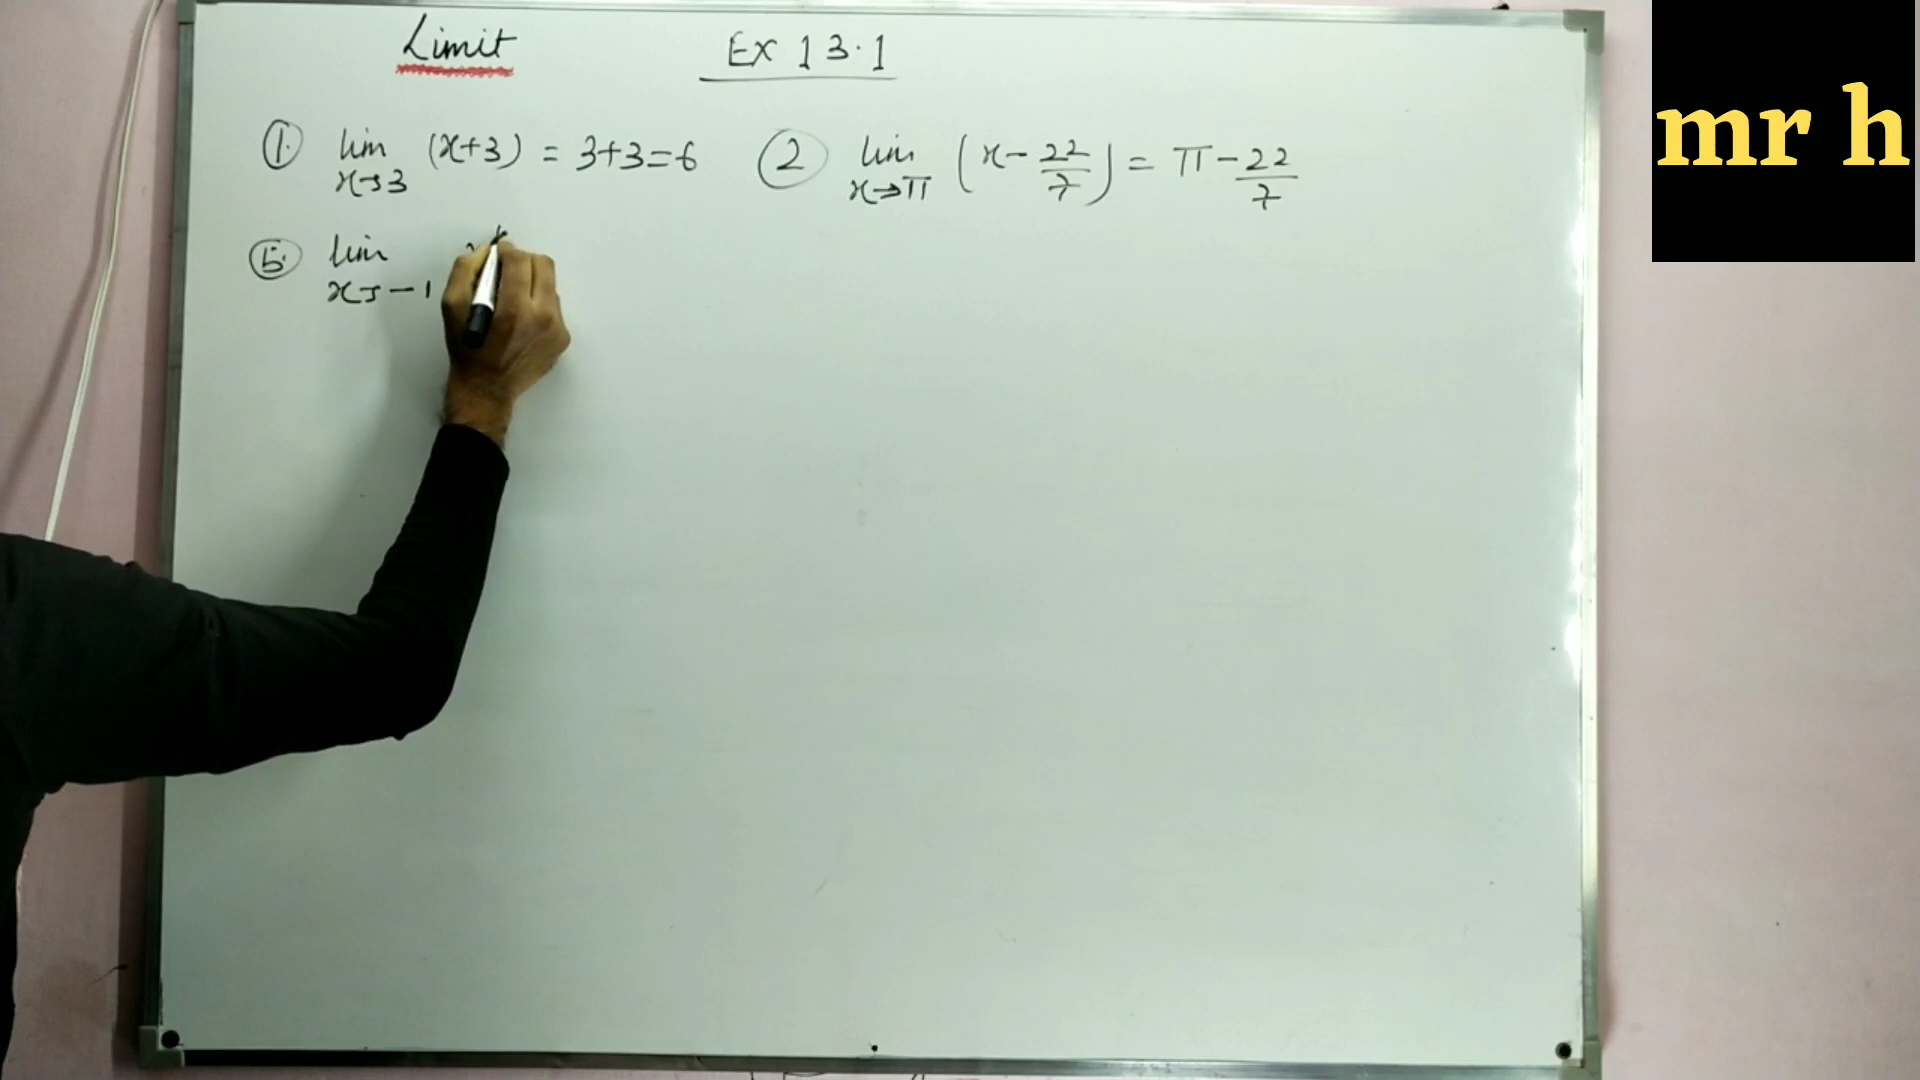 Limit Ex 13.1
mr h
① lim x→3 (x+3) = 3+3=6 ② lim x→π (x - 22/7) = π - 22/7
⑤ lim x→-1